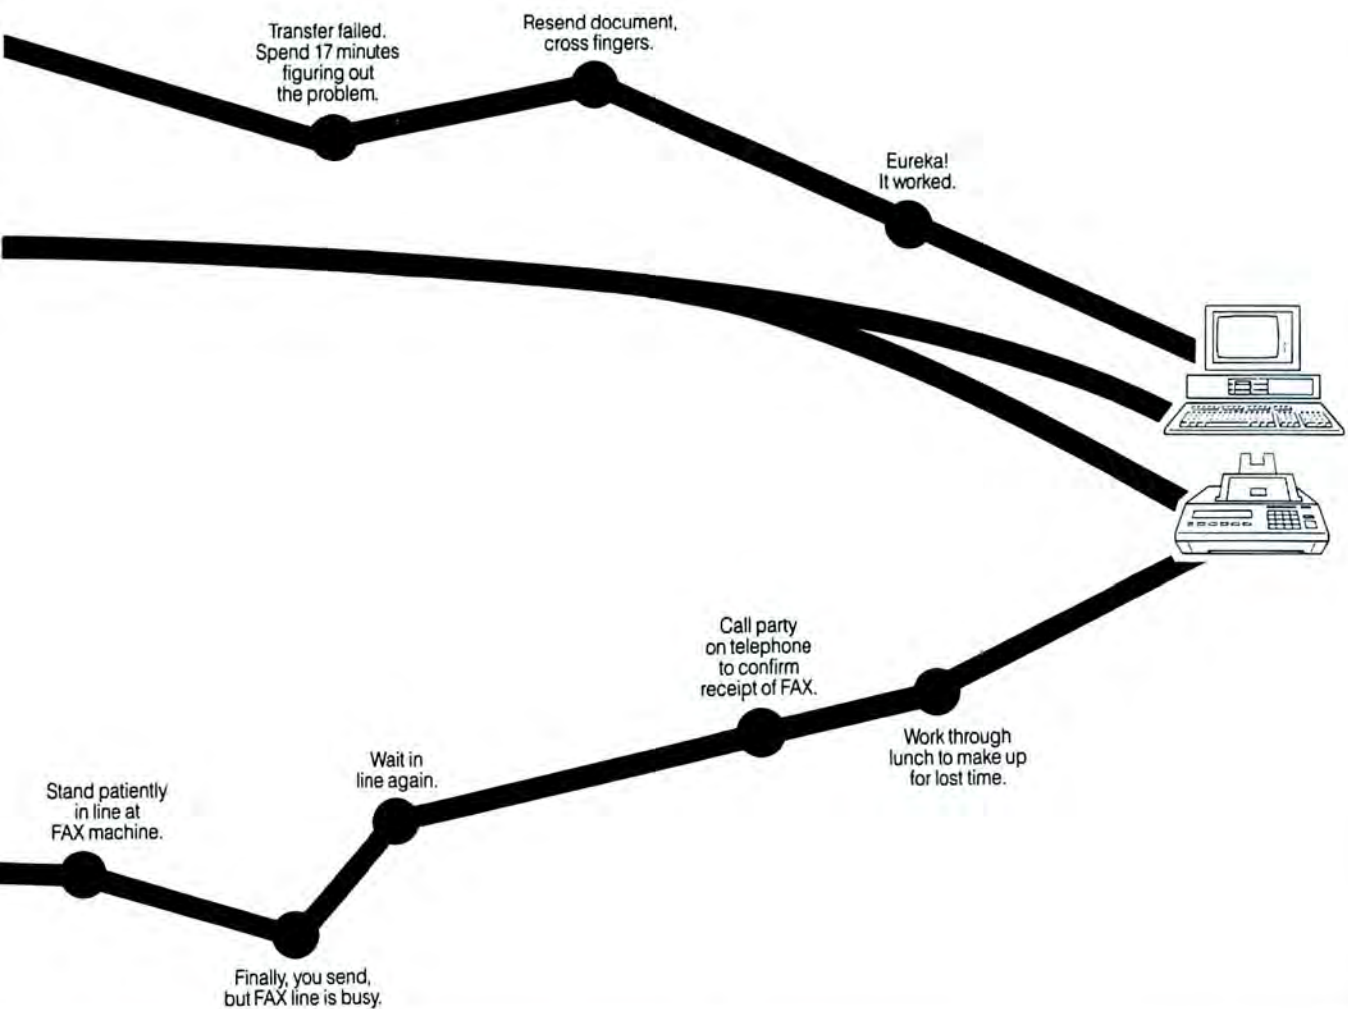 Transfer failed.
Spend 17 minutes
figuring out
the problem.
Resend document,
cross fingers.
Eureka!
It worked.
Call party
on telephone
to confirm
receipt of FAX.
Work through
lunch to make up
for lost time.
Wait in
line again.
Stand patiently
in line at
FAX machine.
Finally, you send,
but FAX line is busy.